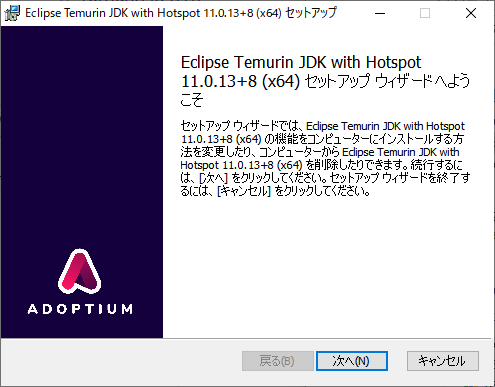 Eclipse Temurin JDK with Hotspot 11.0.13+8 (x64) セットアップ
Eclipse Temurin JDK with Hotspot
11.0.13+8 (x64) セットアップ ウィザードへよう
こそ
セットアップ ウィザードでは、Eclipse Temurin JDK with Hotspot
11.0.13+8 (x64) の機能をコンピューターにインストールする方
法を変更したり、コンピューターから Eclipse Temurin JDK with
Hotspot 11.0.13+8 (x64) を削除したりできます。続行するに
は、[次へ] をクリックしてください。セットアップ ウィザードを終了す
るには、[キャンセル] をクリックしてください。
ADOPTIUM
戻る(B)
次へ(N)
キャンセル